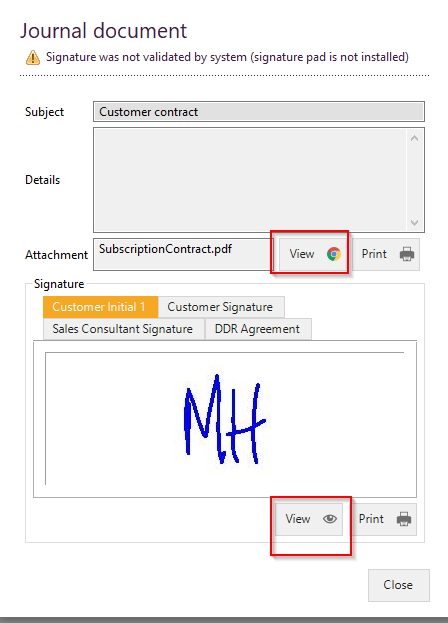 Journal document
Signature was not validated by system (signature pad is not installed)
Subject Customer contract
Details
Attachment SubscriptionContract.pdf View Print
Signature
Customer Initial 1 Customer Signature
Sales Consultant Signature DDR Agreement
MH
View Print
Close